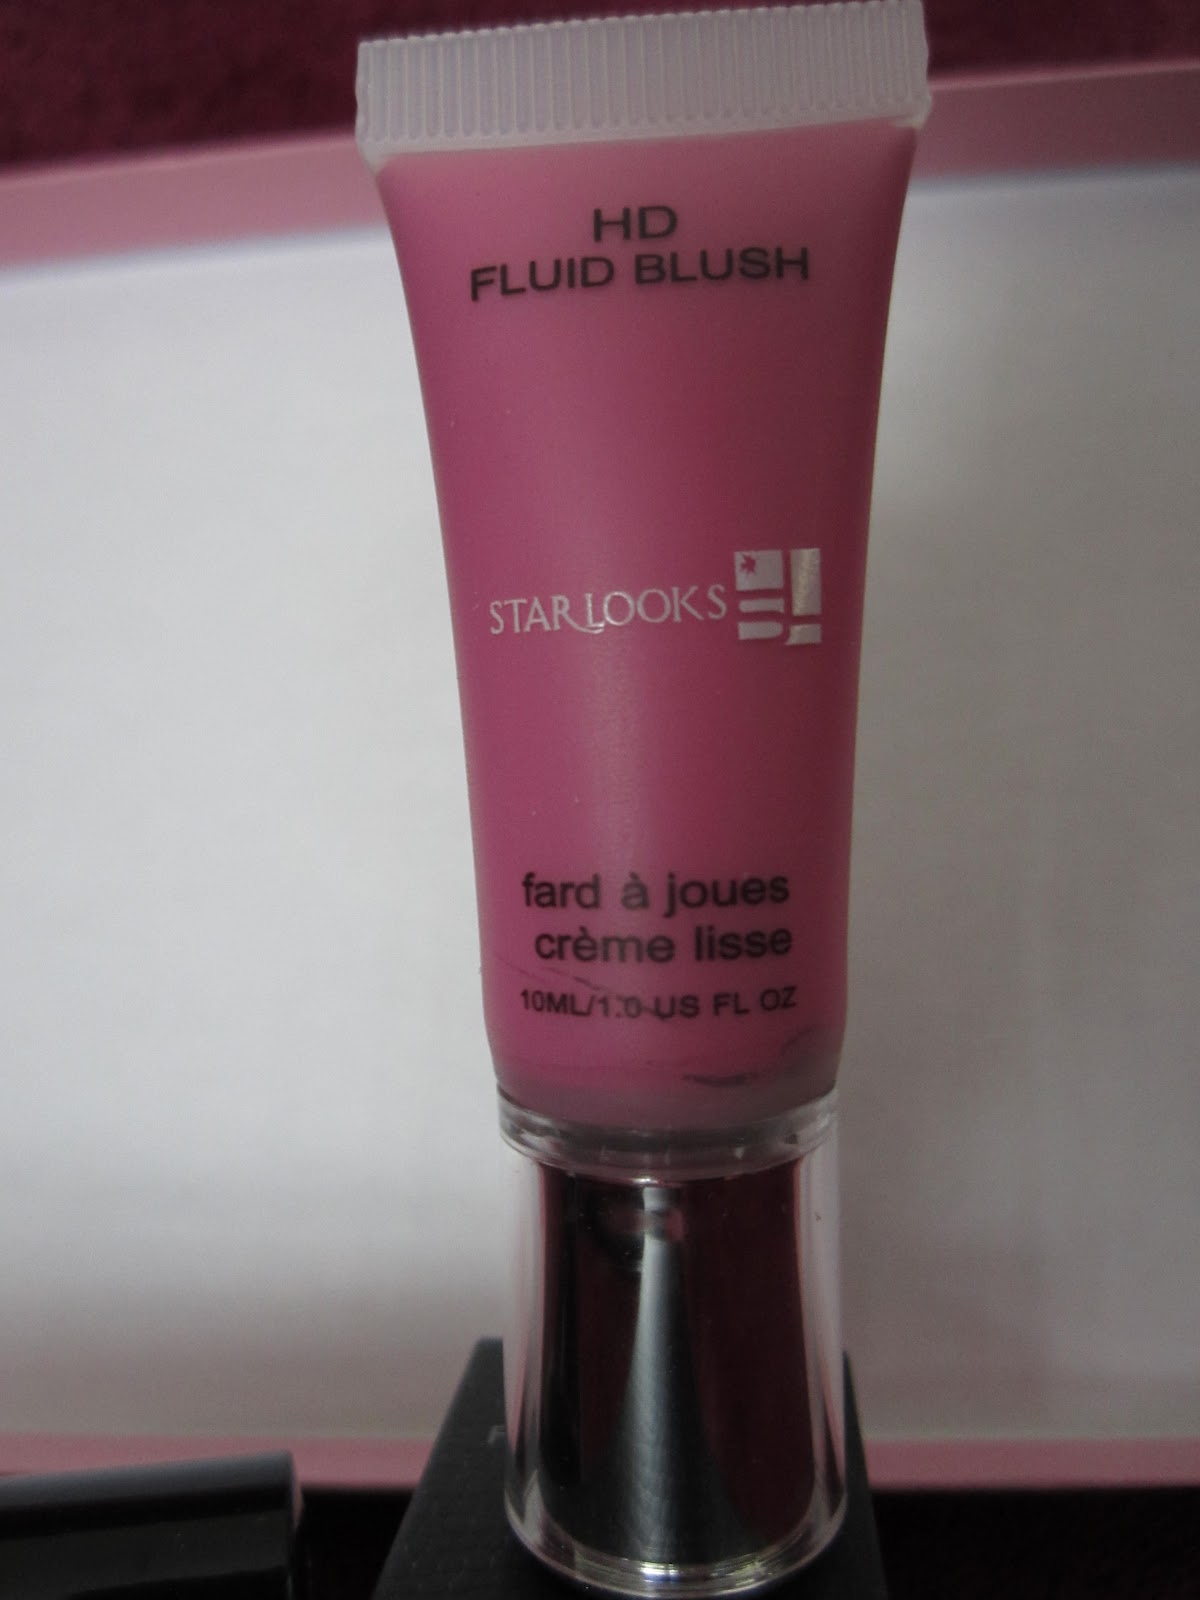 HD
FLUID BLUSH
STARLOOKS
fard à joues
crème lisse
10ML/1.0 US FL OZ